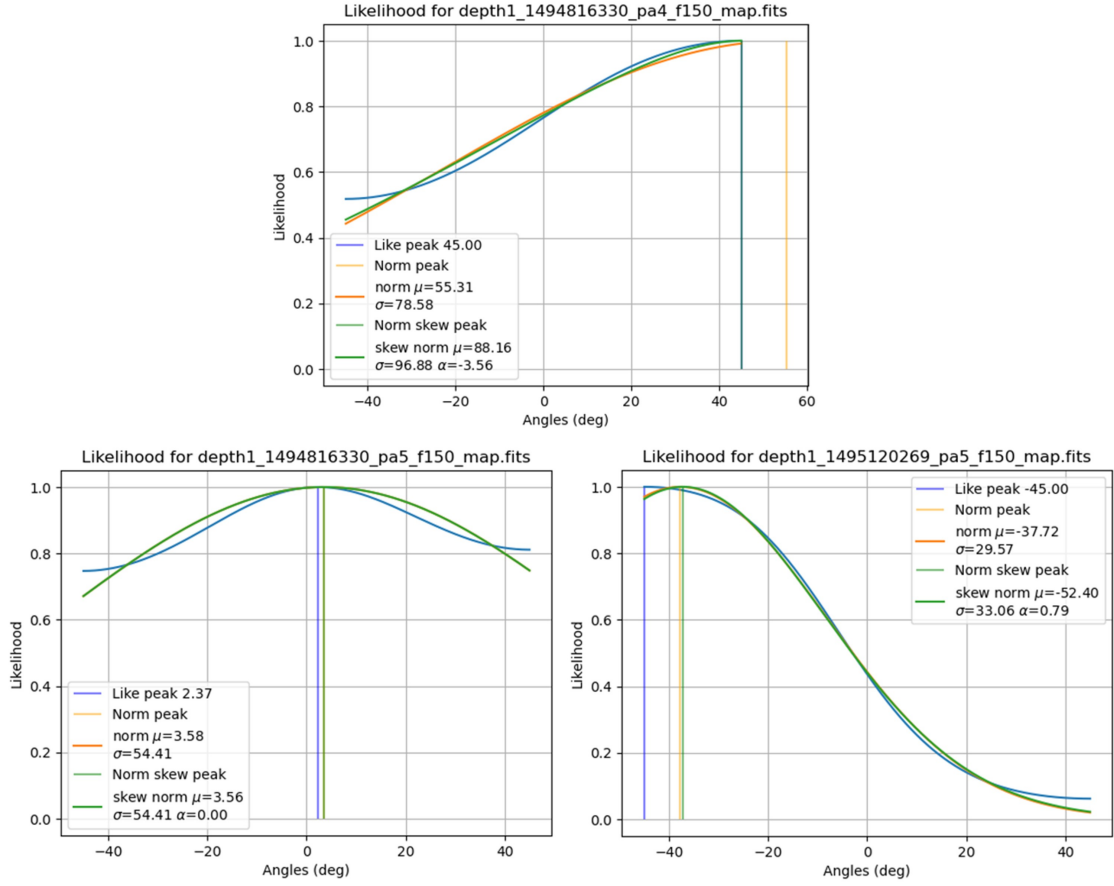 Likelihood for depth1_1494816330_pa4_f150_map.fits
1.0
0.8
0.6
0.4
0.2
0.0
Likelihood
Like peak 45.00
Norm peak
norm μ=55.31
σ=78.58
Norm skew peak
skew norm μ=88.16
σ=96.88 α=-3.56
−40 −20 0 20 40 60
Angles (deg)
Likelihood for depth1_1494816330_pa5_f150_map.fits
1.0
0.8
0.6
0.4
0.2
0.0
Likelihood
Like peak 2.37
Norm peak
norm μ=3.58
σ=54.41
Norm skew peak
skew norm μ=3.56
σ=54.41 α=0.00
−40 −20 0 20 40
Angles (deg)
Likelihood for depth1_1495120269_pa5_f150_map.fits
1.0
0.8
0.6
0.4
0.2
0.0
Likelihood
Like peak -45.00
Norm peak
norm μ=-37.72
σ=29.57
Norm skew peak
skew norm μ=-52.40
σ=33.06 α=0.79
−40 −20 0 20 40
Angles (deg)